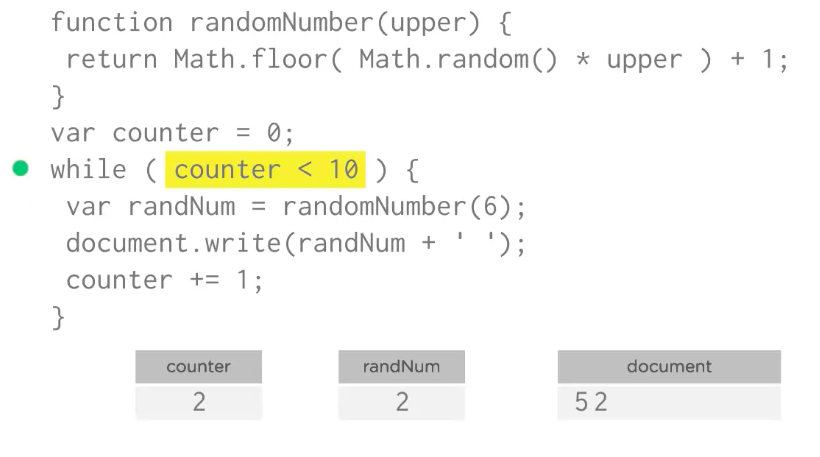 function randomNumber(upper) {
 return Math.floor( Math.random() * upper ) + 1;
}
var counter = 0;
while ( counter < 10 ) {
 var randNum = randomNumber(6);
 document.write(randNum + ' ');
 counter += 1;
}
counter randNum document
2 2 5 2